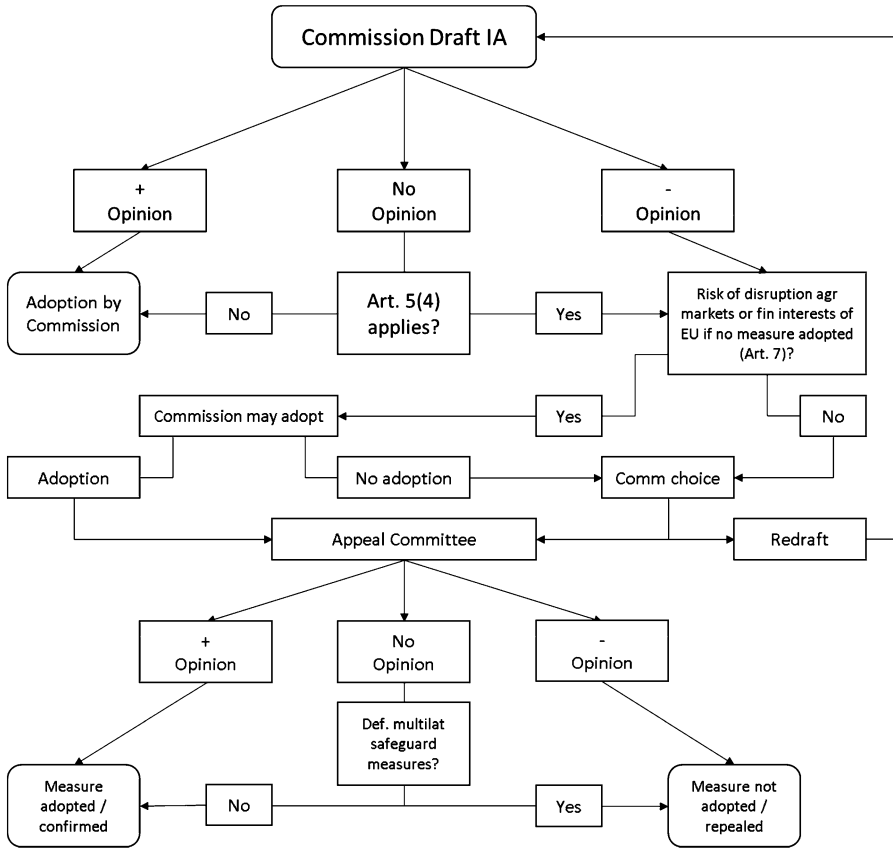 Commission Draft IA
+
Opinion
No
Opinion
-
Opinion
Adoption by
Commission
No
Art. 5(4)
applies?
Yes
Risk of disruption agr
markets or fin interests of
EU if no measure adopted
(Art. 7)?
Commission may adopt
Yes
No
Adoption
No adoption
Comm choice
Appeal Committee
Redraft
+
Opinion
No
Opinion
-
Opinion
Def. multilat
safeguard
measures?
Measure
adopted /
confirmed
No
Yes
Measure not
adopted /
repealed